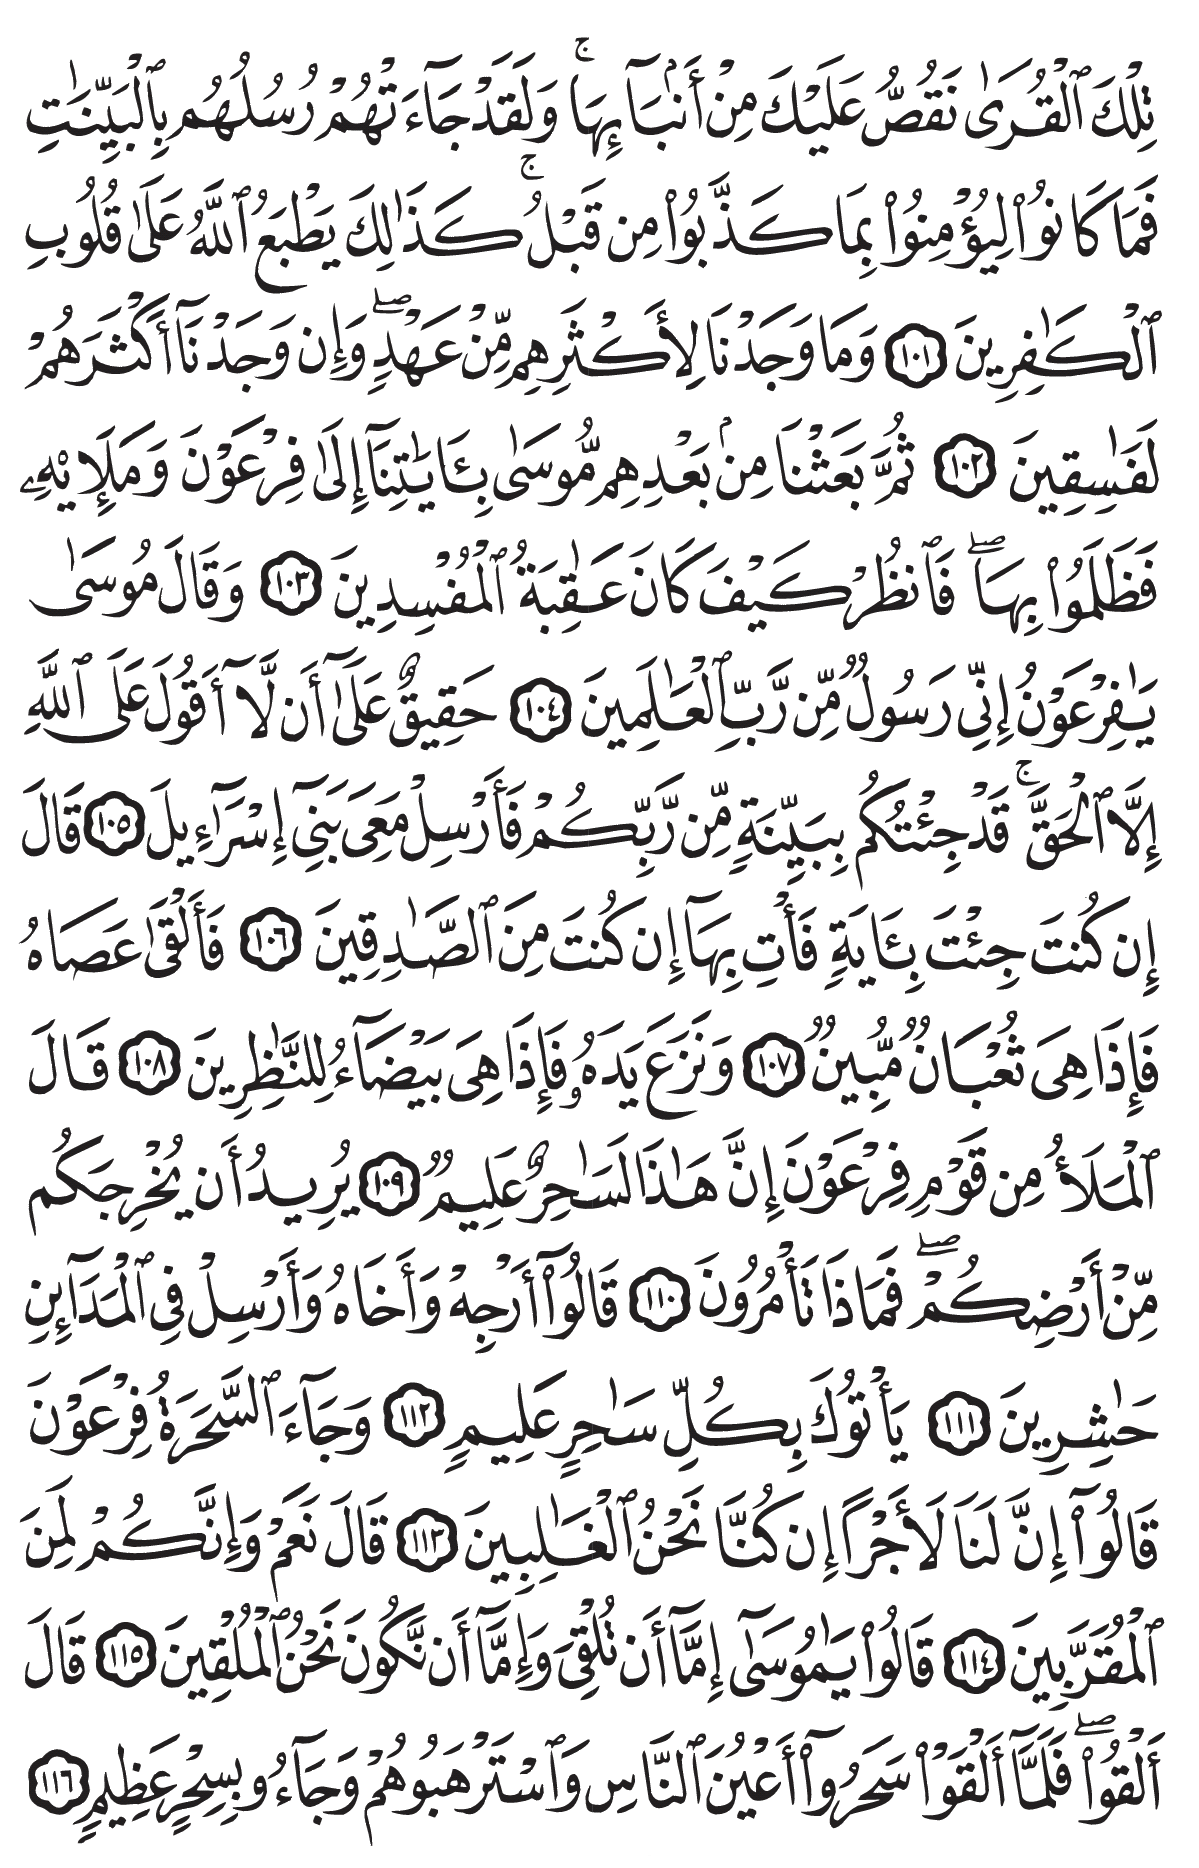 تِلْكَ ٱلْقُرَىٰ نَقُصُّ عَلَيْكَ مِنْ أَنۢبَآئِهَا ۚ وَلَقَدْ جَآءَتْهُمْ رُسُلُهُم بِٱلْبَيِّنَٰتِ
فَمَا كَانُوا۟ لِيُؤْمِنُوا۟ بِمَا كَذَّبُوا۟ مِن قَبْلُ ۚ كَذَٰلِكَ يَطْبَعُ ٱللَّهُ عَلَىٰ قُلُوبِ
ٱلْكَٰفِرِينَ ١٠١ وَمَا وَجَدْنَا لِأَكْثَرِهِم مِّنْ عَهْدٍ ۖ وَإِن وَجَدْنَآ أَكْثَرَهُمْ
لَفَٰسِقِينَ ١٠٢ ثُمَّ بَعَثْنَا مِنۢ بَعْدِهِم مُّوسَىٰ بِـَٔايَٰتِنَآ إِلَىٰ فِرْعَوْنَ وَمَلَإِي۟هِۦ
فَظَلَمُوا۟ بِهَا ۖ فَٱنظُرْ كَيْفَ كَانَ عَٰقِبَةُ ٱلْمُفْسِدِينَ ١٠٣ وَقَالَ مُوسَىٰ
يَٰفِرْعَوْنُ إِنِّى رَسُولٌ مِّن رَّبِّ ٱلْعَٰلَمِينَ ١٠٤ حَقِيقٌ عَلَىٰٓ أَن لَّآ أَقُولَ عَلَى ٱللَّهِ
إِلَّا ٱلْحَقَّ ۚ قَدْ جِئْتُكُم بِبَيِّنَةٍ مِّن رَّبِّكُمْ فَأَرْسِلْ مَعِىَ بَنِىٓ إِسْرَٰٓءِيلَ ١٠٥ قَالَ
إِن كُنتَ جِئْتَ بِـَٔايَةٍ فَأْتِ بِهَآ إِن كُنتَ مِنَ ٱلصَّٰدِقِينَ ١٠٦ فَأَلْقَىٰ عَصَاهُ
فَإِذَا هِىَ ثُعْبَانٌ مُّبِينٌ ١٠٧ وَنَزَعَ يَدَهُۥ فَإِذَا هِىَ بَيْضَآءُ لِلنَّٰظِرِينَ ١٠٨ قَالَ
ٱلْمَلَأُ مِن قَوْمِ فِرْعَوْنَ إِنَّ هَٰذَا لَسَٰحِرٌ عَلِيمٌ ١٠٩ يُرِيدُ أَن يُخْرِجَكُم
مِّنْ أَرْضِكُمْ ۖ فَمَاذَا تَأْمُرُونَ ١١٠ قَالُوٓا۟ أَرْجِهْ وَأَخَاهُ وَأَرْسِلْ فِى ٱلْمَدَآئِنِ
حَٰشِرِينَ ١١١ يَأْتُوكَ بِكُلِّ سَٰحِرٍ عَلِيمٍ ١١٢ وَجَآءَ ٱلسَّحَرَةُ فِرْعَوْنَ
قَالُوٓا۟ إِنَّ لَنَا لَأَجْرًا إِن كُنَّا نَحْنُ ٱلْغَٰلِبِينَ ١١٣ قَالَ نَعَمْ وَإِنَّكُمْ لَمِنَ
ٱلْمُقَرَّبِينَ ١١٤ قَالُوا۟ يَٰمُوسَىٰٓ إِمَّآ أَن تُلْقِىَ وَإِمَّآ أَن نَّكُونَ نَحْنُ ٱلْمُلْقِينَ ١١٥ قَالَ
أَلْقُوا۟ ۖ فَلَمَّآ أَلْقَوْا۟ سَحَرُوٓا۟ أَعْيُنَ ٱلنَّاسِ وَٱسْتَرْهَبُوهُمْ وَجَآءُو بِسِحْرٍ عَظِيمٍ ١١٦